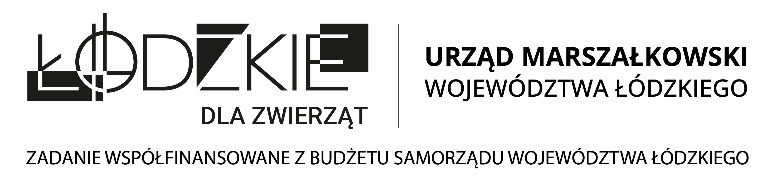 ŁÓDZKIE
DLA ZWIERZĄT
URZĄD MARSZAŁKOWSKI
WOJEWÓDZTWA ŁÓDZKIEGO
ZADANIE WSPÓŁFINANSOWANE Z BUDŻETU SAMORZĄDU WOJEWÓDZTWA ŁÓDZKIEGO